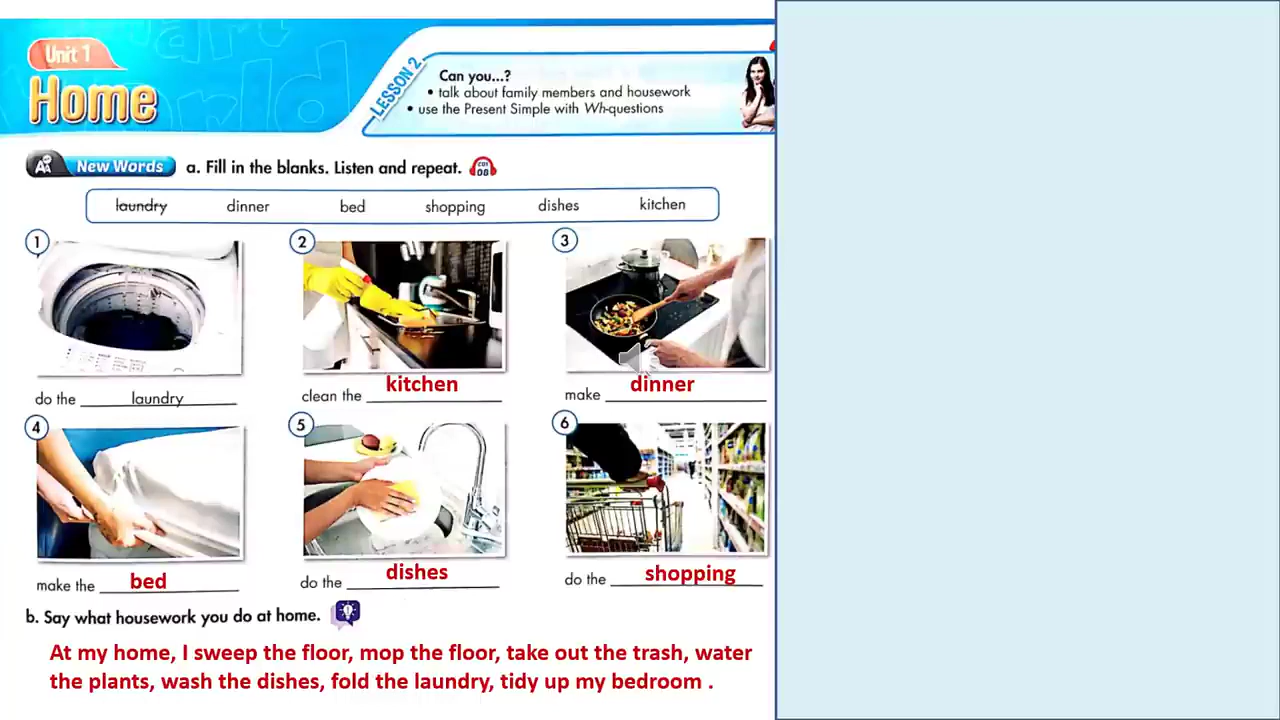 Unit 1
Home
LESSON 2
Can you...?
• talk about family members and housework
• use the Present Simple with Wh-questions
New Words
a. Fill in the blanks. Listen and repeat.
CD1
08
laundry dinner bed shopping dishes kitchen
1
2
3
do the laundry
clean the kitchen
make dinner
4
5
6
make the bed
do the dishes
do the shopping
b. Say what housework you do at home.
At my home, I sweep the floor, mop the floor, take out the trash, water
the plants, wash the dishes, fold the laundry, tidy up my bedroom .